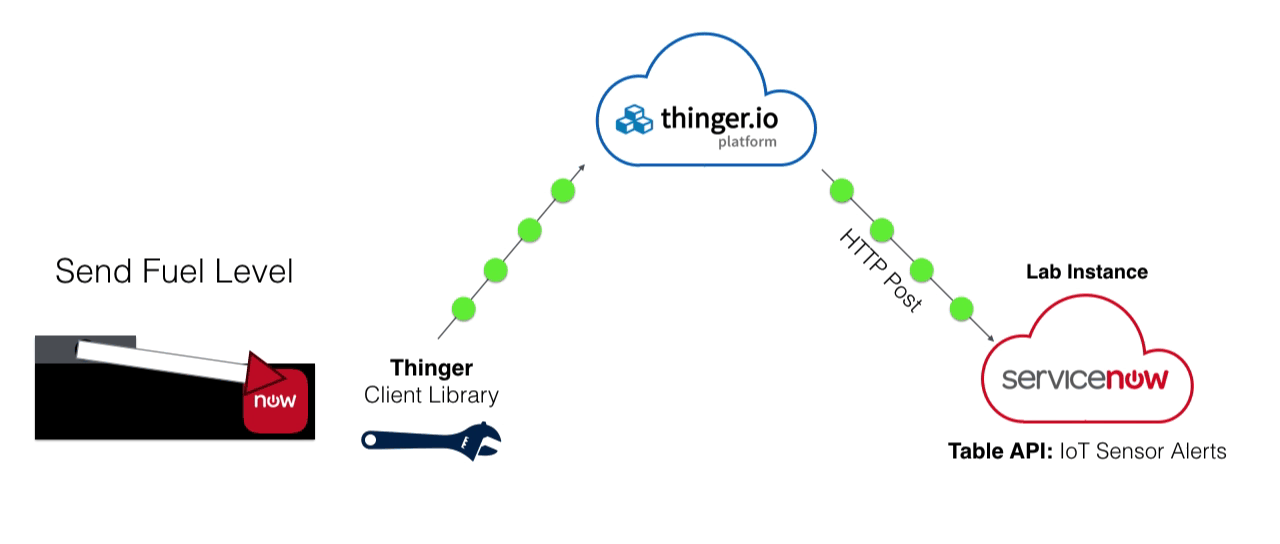 thinger.io
platform
HTTP Post
Send Fuel Level
Lab Instance
Thinger
Client Library
now
servicenow
Table API: IoT Sensor Alerts